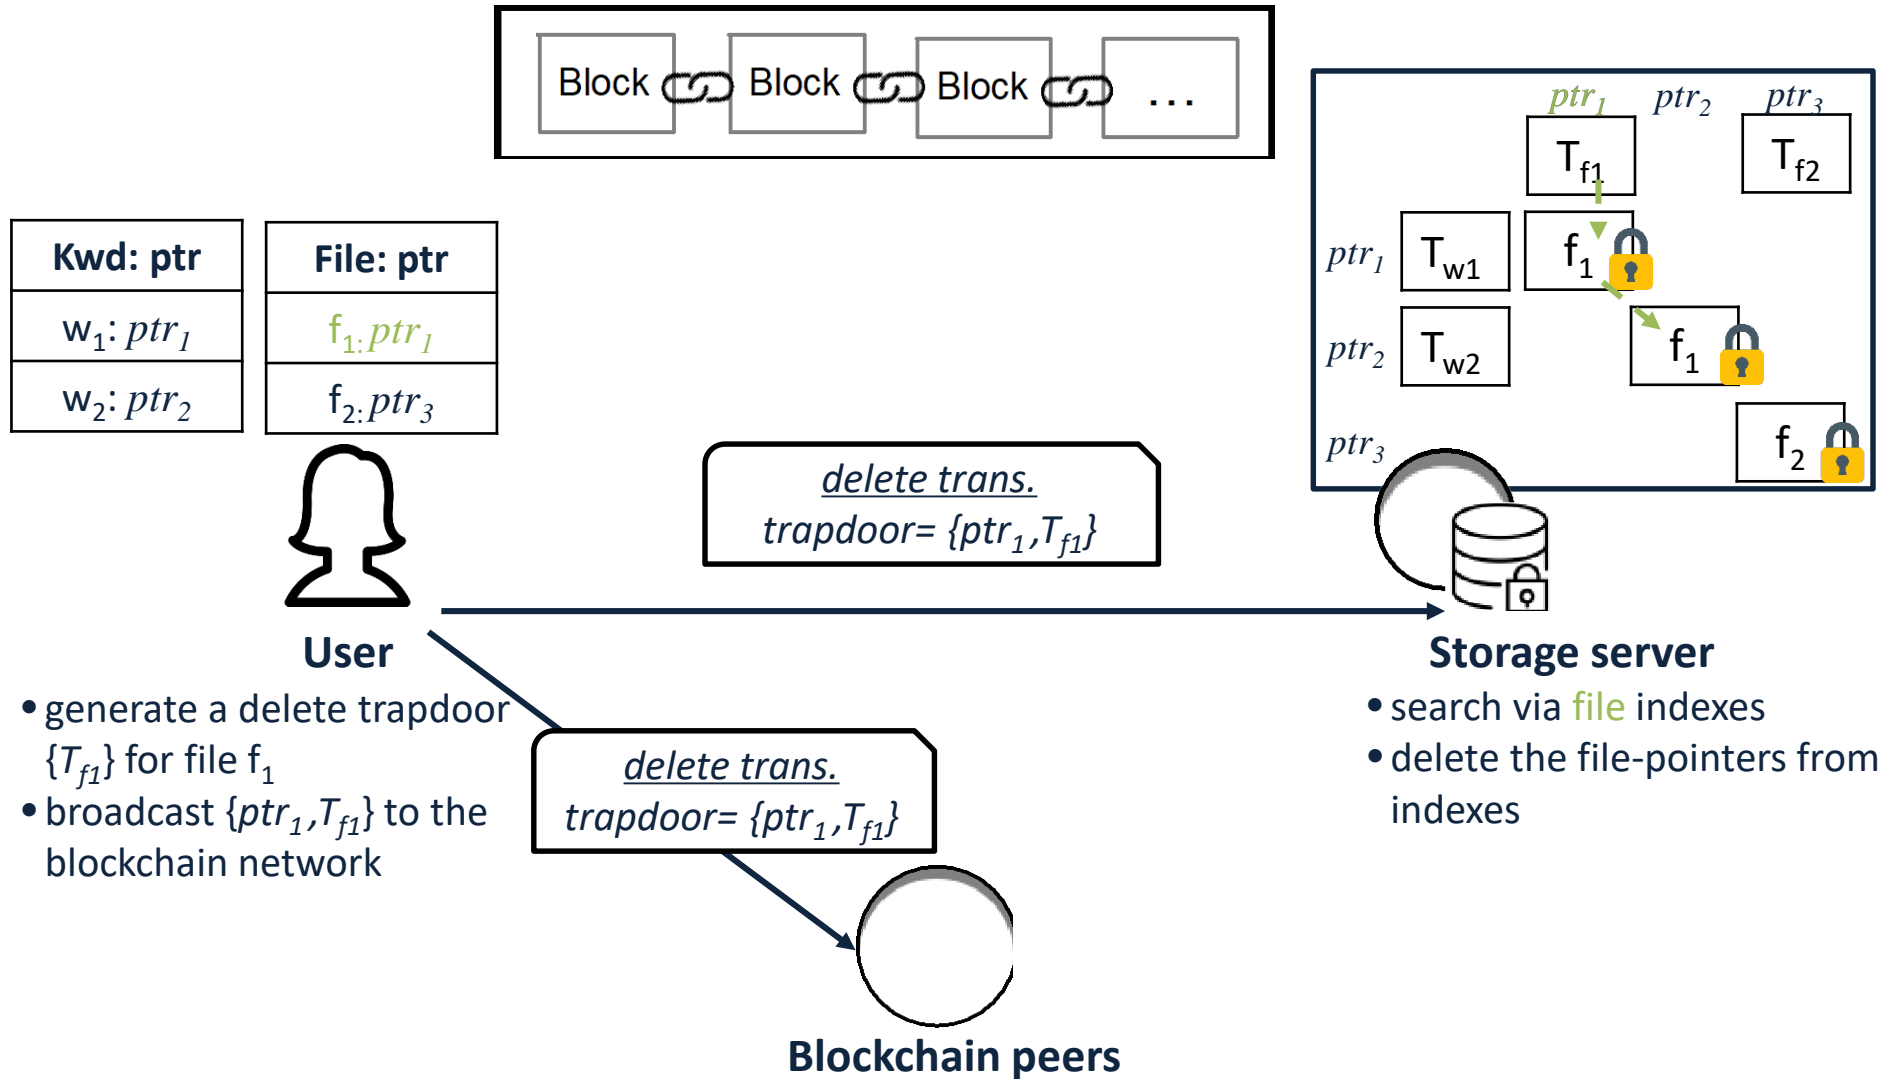 Block Block Block ...
ptr1 ptr2 ptr3
Tf1 Tf2
ptr1 Tw1 f1
ptr2 Tw2 f1
ptr3 f2
Kwd: ptr
w1: ptr1
w2: ptr2
File: ptr
f1: ptr1
f2: ptr3
delete trans.
trapdoor= {ptr1,Tf1}
User
• generate a delete trapdoor
{Tf1} for file f1
• broadcast {ptr1,Tf1} to the
blockchain network
delete trans.
trapdoor= {ptr1,Tf1}
Storage server
• search via file indexes
• delete the file-pointers from
indexes
Blockchain peers